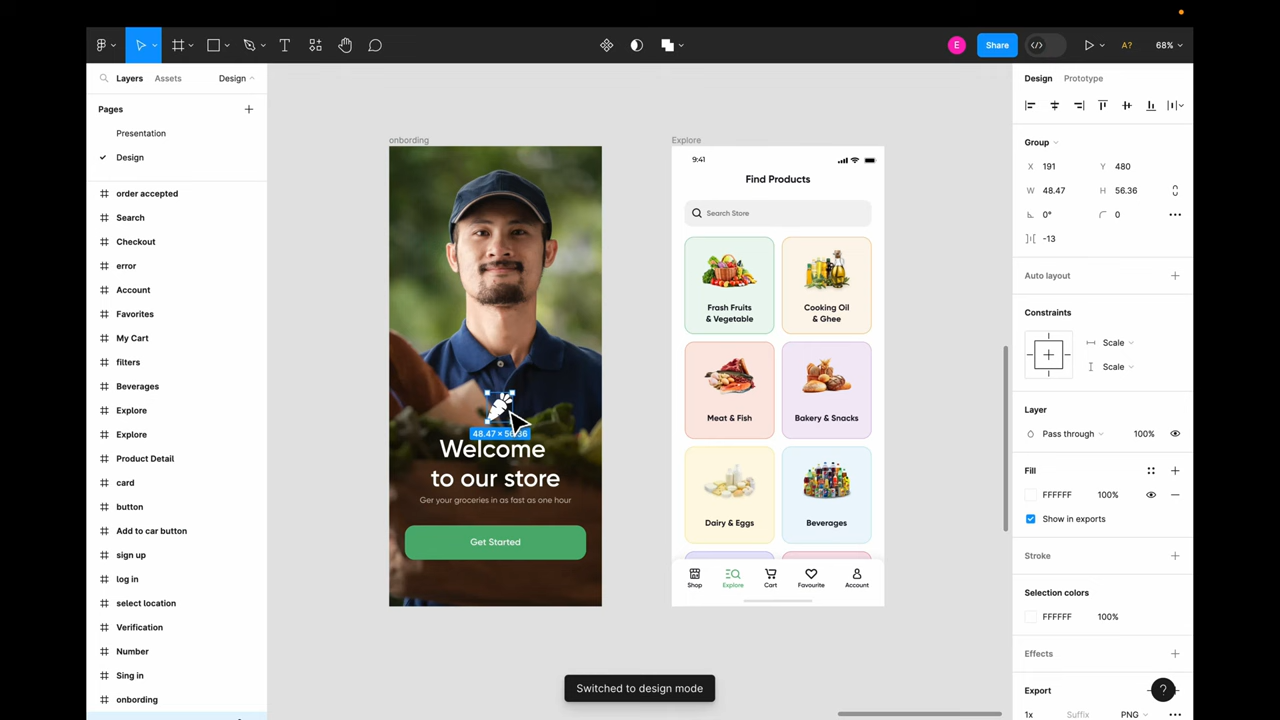 E
Share
A?
68%
Layers
Assets
Design
Pages
Presentation
Design
order accepted
Search
Checkout
error
Account
Favorites
My Cart
filters
Beverages
Explore
Explore
Product Detail
card
button
Add to car button
sign up
log in
select location
Verification
Number
Sing in
onbording
onbording
48.47 × 56.36
Welcome
to our store
Ger your groceries in as fast as one hour
Get Started
Explore
9:41
Find Products
Search Store
Frash Fruits
& Vegetable
Cooking Oil
& Ghee
Meat & Fish
Bakery & Snacks
Dairy & Eggs
Beverages
Shop
Explore
Cart
Favourite
Account
Switched to design mode
Design
Prototype
Group
X 191 Y 480
W 48.47 H 56.36
0° 0
-13
Auto layout
Constraints
Scale
Scale
Layer
Pass through 100%
Fill
FFFFFF 100%
Show in exports
Stroke
Selection colors
FFFFFF 100%
Effects
Export
?
1x Suffix PNG